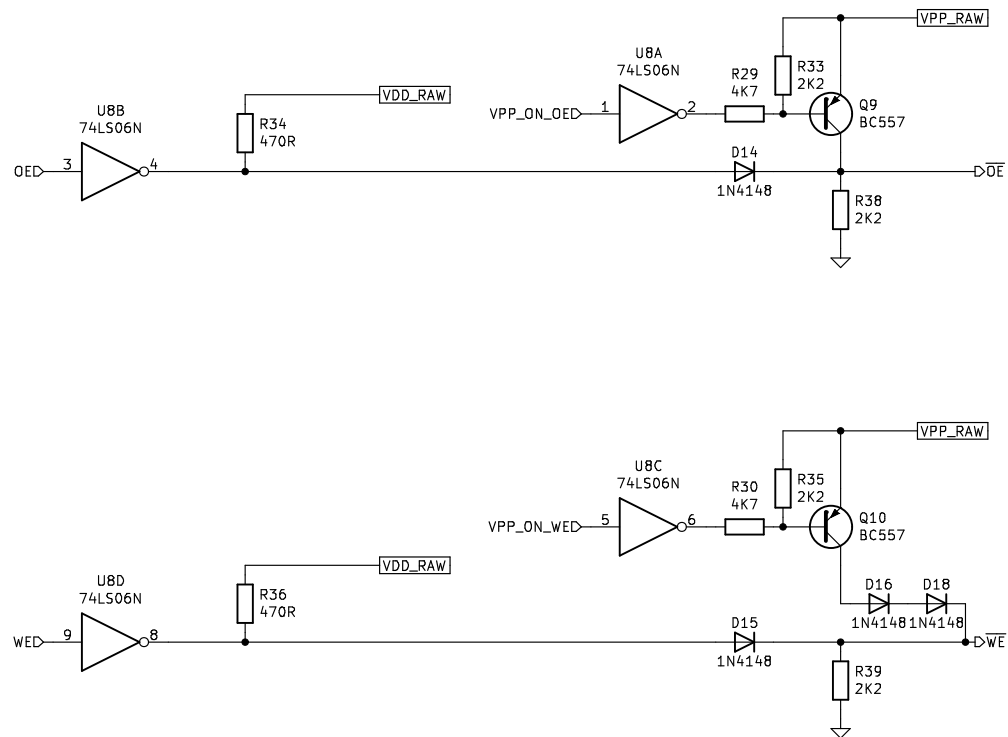 VPP_RAW
U8A
74LS06N
R29
4K7
R33
2K2
VDD_RAW
U8B
74LS06N
R34
470R
VPP_ON_OE
1
2
Q9
BC557
OE
3
4
D14
1N4148
O̅E̅
R38
2K2
VPP_RAW
U8C
74LS06N
R30
4K7
R35
2K2
VPP_ON_WE
5
6
Q10
BC557
VDD_RAW
U8D
74LS06N
R36
470R
D16
D18
1N4148
1N4148
WE
9
8
D15
1N4148
W̅E̅
R39
2K2